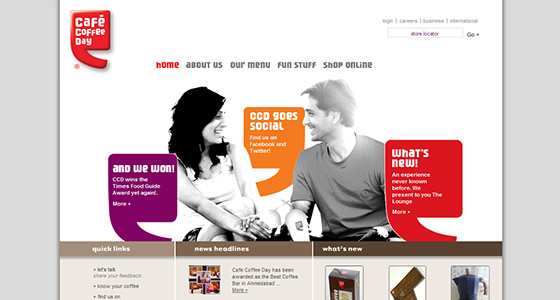 café
coffee
Day
®
login | careers | business | international
store locator
Go +
home about us our menu fun stuff shop online
CCD goes
social
Find us on
Facebook and
Twitter!
and we won!
CCD wins the
Times Food Guide
Award yet again!.
More +
what's
new!
An experience
never known
before. We
present to you The
Lounge
More +
quick links
news headlines
what's new
+ let's talk
share your feedback
+ know your coffee
+ find us on
Cafe Coffee Day has been
awarded as the Best Coffee
Bar in Ahmedabad ...
More +